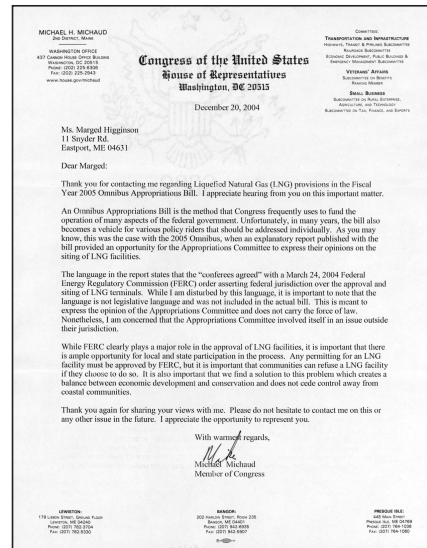 MICHAEL H. MICHAUD
2ND DISTRICT, MAINE
WASHINGTON OFFICE
437 CANNON HOUSE OFFICE BUILDING
WASHINGTON, DC 20515
PHONE: (202) 225-6306
FAX: (202) 225-2943
www.house.gov/michaud
Congress of the United States
House of Representatives
Washington, DC 20515
COMMITTEES:
TRANSPORTATION AND INFRASTRUCTURE
HIGHWAYS, TRANSIT & PIPELINES SUBCOMMITTEE
RAILROADS SUBCOMMITTEE
ECONOMIC DEVELOPMENT, PUBLIC BUILDINGS &
EMERGENCY MANAGEMENT SUBCOMMITTEE
VETERANS' AFFAIRS
SUBCOMMITTEE ON BENEFITS
RANKING MEMBER
SMALL BUSINESS
SUBCOMMITTEE ON RURAL ENTERPRISE,
AGRICULTURE, AND TECHNOLOGY
SUBCOMMITTEE ON TAX, FINANCE, AND EXPORTS
December 20, 2004
Ms. Marged Higginson
11 Snyder Rd.
Eastport, ME 04631
Dear Marged:
Thank you for contacting me regarding Liquefied Natural Gas (LNG) provisions in the Fiscal
Year 2005 Omnibus Appropriations Bill. I appreciate hearing from you on this important matter.
An Omnibus Appropriations Bill is the method that Congress frequently uses to fund the
operation of many aspects of the federal government. Unfortunately, in many years, the bill also
becomes a vehicle for various policy riders that should be addressed individually. As you may
know, this was the case with the 2005 Omnibus, when an explanatory report published with the
bill provided an opportunity for the Appropriations Committee to express their opinions on the
siting of LNG facilities.
The language in the report states that the "conferees agreed" with a March 24, 2004 Federal
Energy Regulatory Commission (FERC) order asserting federal jurisdiction over the approval and
siting of LNG terminals. While I am disturbed by this language, it is important to note that the
language is not legislative language and was not included in the actual bill. This is meant to
express the opinion of the Appropriations Committee and does not carry the force of law.
Nonetheless, I am concerned that the Appropriations Committee involved itself in an issue outside
their jurisdiction.
While FERC clearly plays a major role in the approval of LNG facilities, it is important that there
is ample opportunity for local and state participation in the process. Any permitting for an LNG
facility must be approved by FERC, but it is important that communities can refuse a LNG facility
if they choose to do so. It is also important that we find a solution to this problem which creates a
balance between economic development and conservation and does not cede control away from
coastal communities.
Thank you again for sharing your views with me. Please do not hesitate to contact me on this or
any other issue in the future. I appreciate the opportunity to represent you.
With warmest regards,
Mike
Michael Michaud
Member of Congress
LEWISTON:
179 LISBON STREET, GROUND FLOOR
LEWISTON, ME 04240
PHONE: (207) 782-3704
FAX: (207) 782-5330
BANGOR:
202 HARLOW STREET, ROOM 235
BANGOR, ME 04401
PHONE: (207) 942-6935
FAX: (207) 942-5907
PRESQUE ISLE:
445 MAIN STREET
PRESQUE ISLE, ME 04769
PHONE: (207) 764-1036
FAX: (207) 764-1060